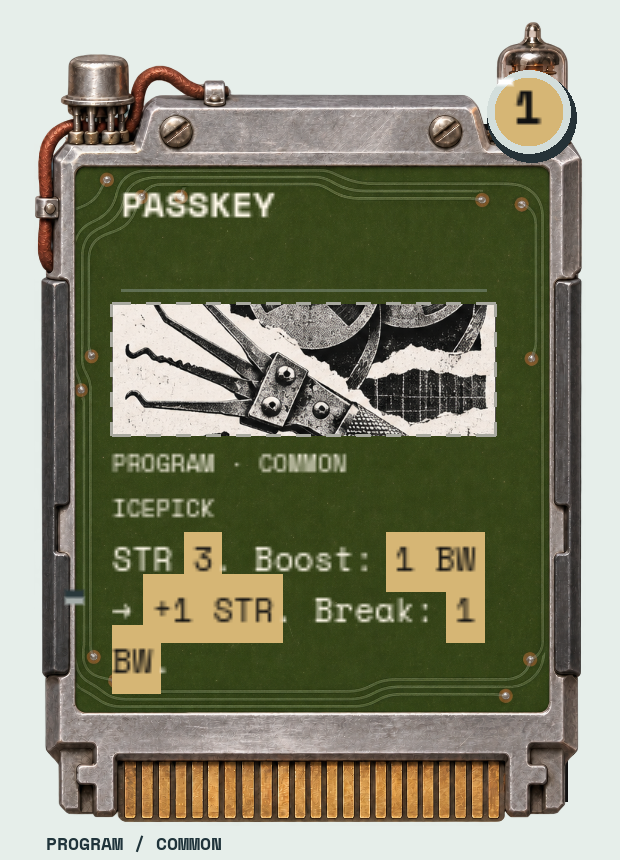 1
PASSKEY
PROGRAM · COMMON
ICEPICK
STR 3. Boost: 1 BW
→ +1 STR. Break: 1
BW.
PROGRAM / COMMON